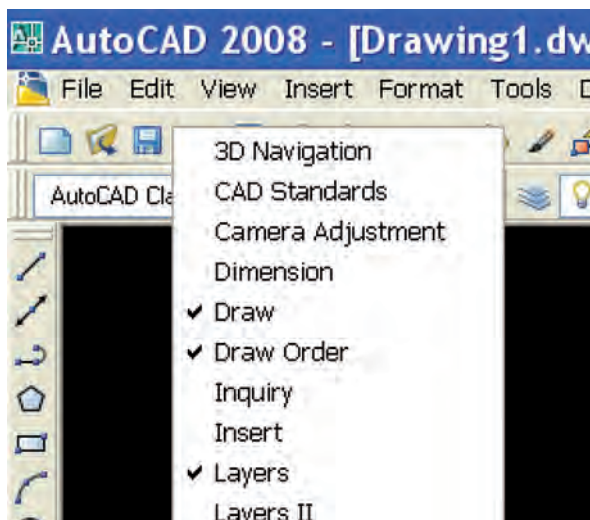 AutoCAD 2008 - [Drawing1.dw
File Edit View Insert Format Tools D
3D Navigation
AutoCAD Cla
CAD Standards
Camera Adjustment
Dimension
Draw
Draw Order
Inquiry
Insert
Layers
Layers II